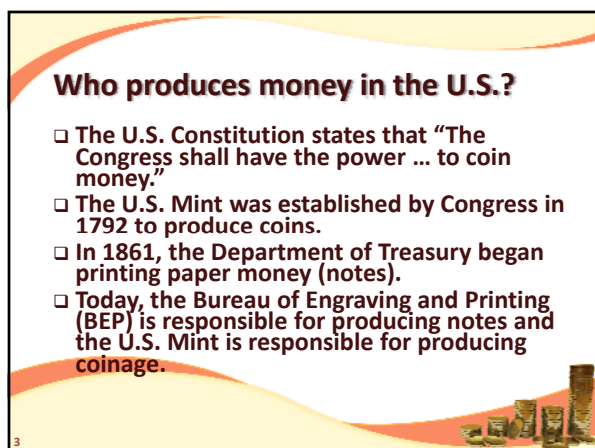 Who produces money in the U.S.?
❑ The U.S. Constitution states that “The
Congress shall have the power … to coin
money.”
❑ The U.S. Mint was established by Congress in
1792 to produce coins.
❑ In 1861, the Department of Treasury began
printing paper money (notes).
❑ Today, the Bureau of Engraving and Printing
(BEP) is responsible for producing notes and
the U.S. Mint is responsible for producing
coinage.
3